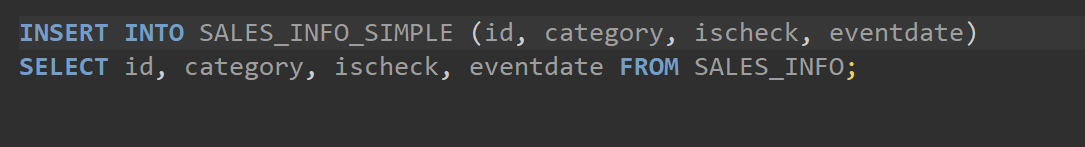 INSERT INTO SALES_INFO_SIMPLE (id, category, ischeck, eventdate)
SELECT id, category, ischeck, eventdate FROM SALES_INFO;